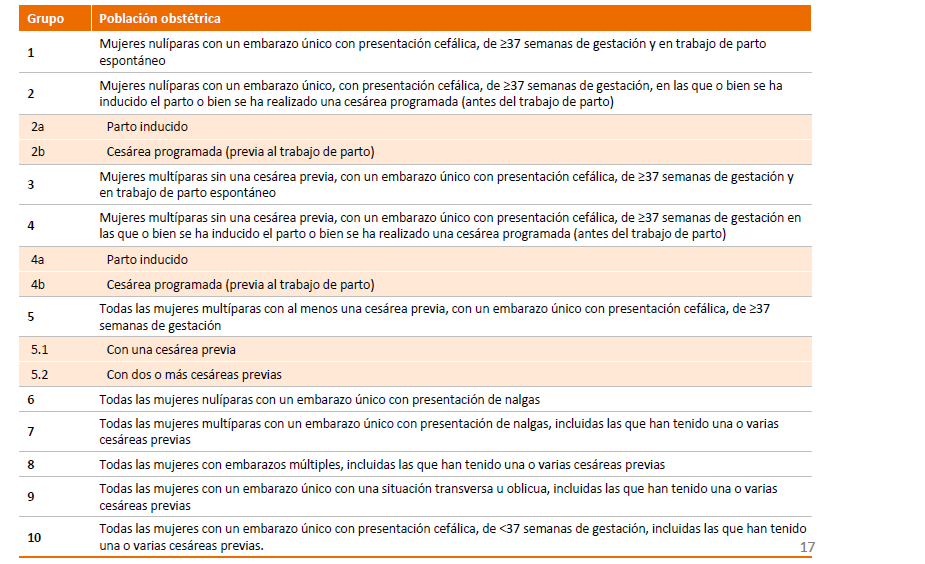 Grupo Población obstétrica
1 Mujeres nulíparas con un embarazo único con presentación cefálica, de ≥37 semanas de gestación y en trabajo de parto
espontáneo
2 Mujeres nulíparas con un embarazo único, con presentación cefálica, de ≥37 semanas de gestación, en las que o bien se ha
inducido el parto o bien se ha realizado una cesárea programada (antes del trabajo de parto)
2a Parto inducido
2b Cesárea programada (previa al trabajo de parto)
3 Mujeres multíparas sin una cesárea previa, con un embarazo único con presentación cefálica, de ≥37 semanas de gestación y
en trabajo de parto espontáneo
4 Mujeres multíparas sin una cesárea previa, con un embarazo único con presentación cefálica, de ≥37 semanas de gestación en
las que o bien se ha inducido el parto o bien se ha realizado una cesárea programada (antes del trabajo de parto)
4a Parto inducido
4b Cesárea programada (previa al trabajo de parto)
5 Todas las mujeres multíparas con al menos una cesárea previa, con un embarazo único con presentación cefálica, de ≥37
semanas de gestación
5.1 Con una cesárea previa
5.2 Con dos o más cesáreas previas
6 Todas las mujeres nulíparas con un embarazo único con presentación de nalgas
7 Todas las mujeres multíparas con un embarazo único con presentación de nalgas, incluidas las que han tenido una o varias
cesáreas previas
8 Todas las mujeres con embarazos múltiples, incluidas las que han tenido una o varias cesáreas previas
9 Todas las mujeres con un embarazo único con una situación transversa u oblicua, incluidas las que han tenido una o varias
cesáreas previas
10 Todas las mujeres con un embarazo único con presentación cefálica, de <37 semanas de gestación, incluidas las que han tenido
una o varias cesáreas previas.
17